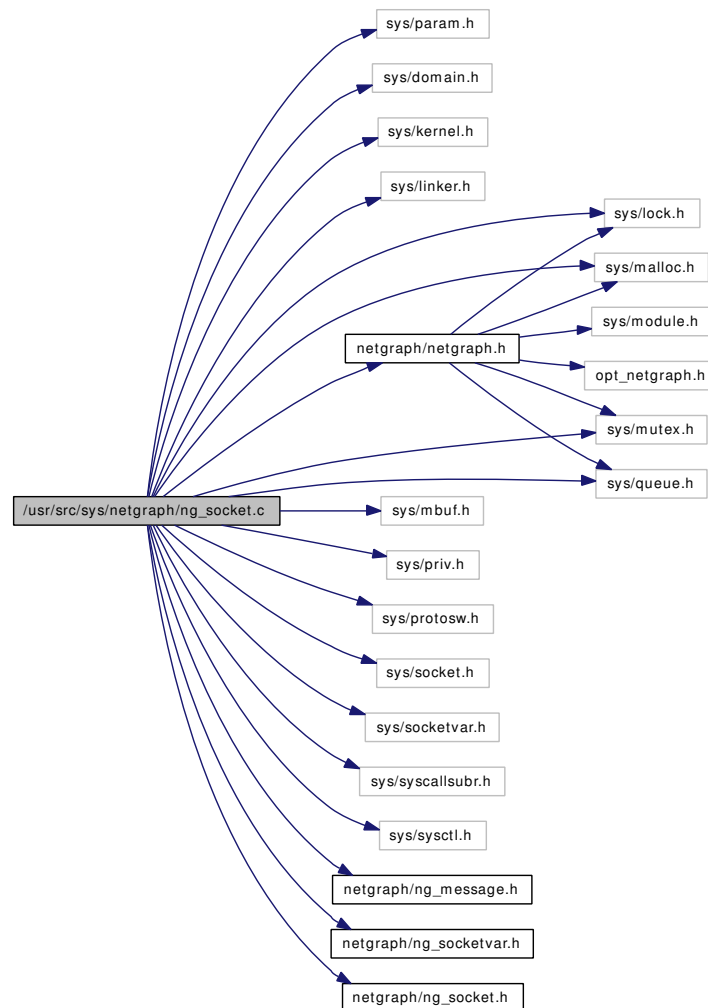 sys/param.h
sys/domain.h
sys/kernel.h
sys/linker.h
sys/lock.h
sys/malloc.h
sys/module.h
netgraph/netgraph.h
opt_netgraph.h
sys/mutex.h
sys/queue.h
/usr/src/sys/netgraph/ng_socket.c
sys/mbuf.h
sys/priv.h
sys/protosw.h
sys/socket.h
sys/socketvar.h
sys/syscallsubr.h
sys/sysctl.h
netgraph/ng_message.h
netgraph/ng_socketvar.h
netgraph/ng_socket.h